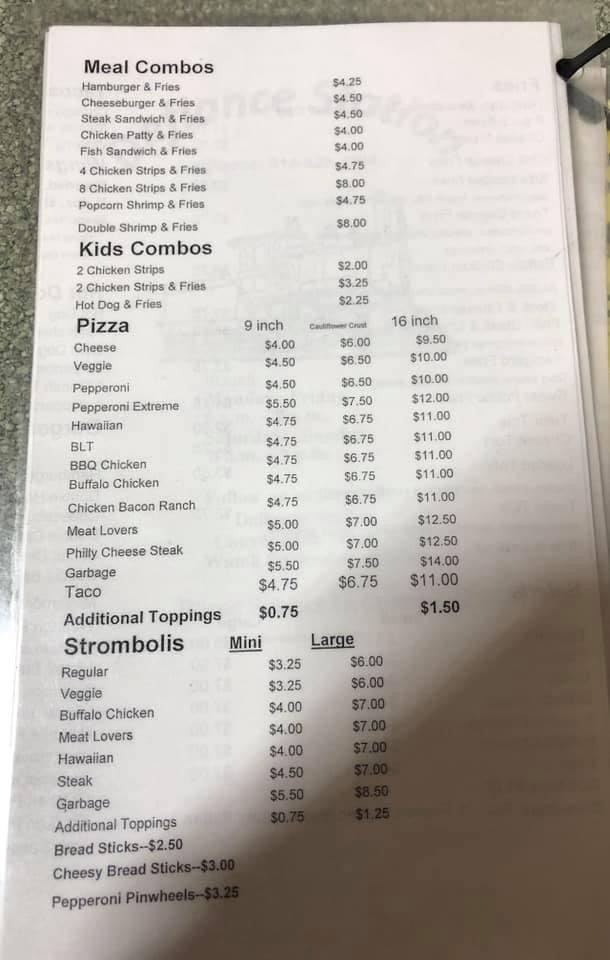 Meal Combos
Hamburger & Fries $4.25
Cheeseburger & Fries $4.50
Steak Sandwich & Fries $4.50
Chicken Patty & Fries $4.00
Fish Sandwich & Fries $4.00
4 Chicken Strips & Fries $4.75
8 Chicken Strips & Fries $8.00
Popcorn Shrimp & Fries $4.75
Double Shrimp & Fries $8.00
Kids Combos
2 Chicken Strips $2.00
2 Chicken Strips & Fries $3.25
Hot Dog & Fries $2.25
Pizza 9 inch Cauliflower Crust 16 inch
Cheese $4.00 $6.00 $9.50
Veggie $4.50 $6.50 $10.00
Pepperoni $4.50 $6.50 $10.00
Pepperoni Extreme $5.50 $7.50 $12.00
Hawaiian $4.75 $6.75 $11.00
BLT $4.75 $6.75 $11.00
BBQ Chicken $4.75 $6.75 $11.00
Buffalo Chicken $4.75 $6.75 $11.00
Chicken Bacon Ranch $4.75 $6.75 $11.00
Meat Lovers $5.00 $7.00 $12.50
Philly Cheese Steak $5.00 $7.00 $12.50
Garbage $5.50 $7.50 $14.00
Taco $4.75 $6.75 $11.00
Additional Toppings $0.75 $1.50
Strombolis Mini Large
Regular $3.25 $6.00
Veggie $3.25 $6.00
Buffalo Chicken $4.00 $7.00
Meat Lovers $4.00 $7.00
Hawaiian $4.00 $7.00
Steak $4.50 $7.00
Garbage $5.50 $8.50
Additional Toppings $0.75 $1.25
Bread Sticks--$2.50
Cheesy Bread Sticks--$3.00
Pepperoni Pinwheels--$3.25